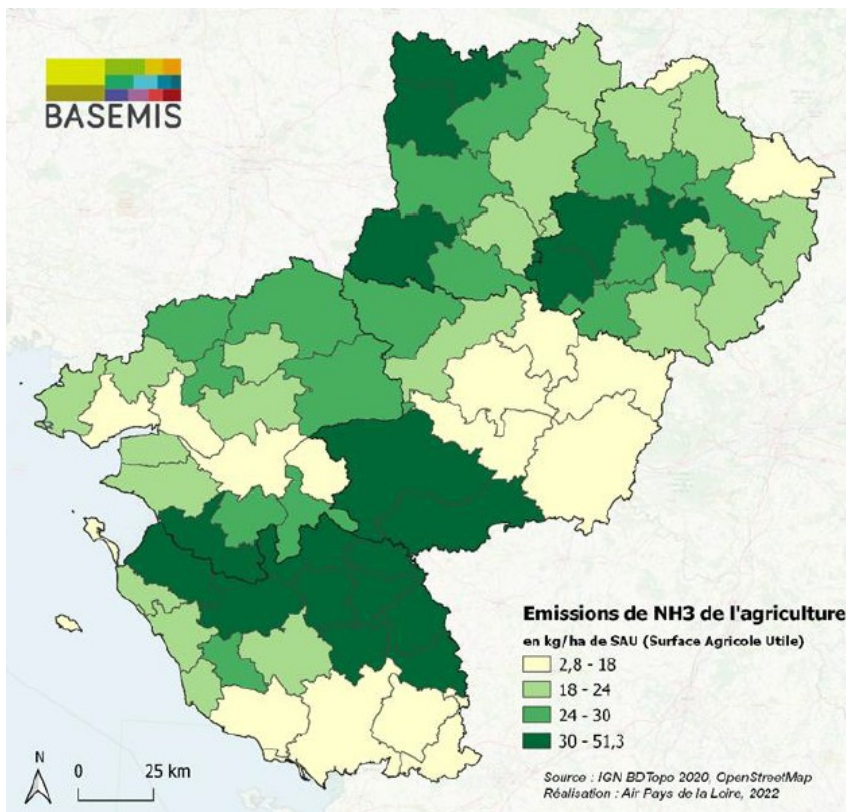 BASEMIS
Emissions de NH3 de l'agriculture
en kg/ha de SAU (Surface Agricole Utile)
2,8 - 18
18 - 24
24 - 30
30 - 51,3
N
0 25 km
Source : IGN BDTopo 2020, OpenStreetMap
Réalisation : Air Pays de la Loire, 2022